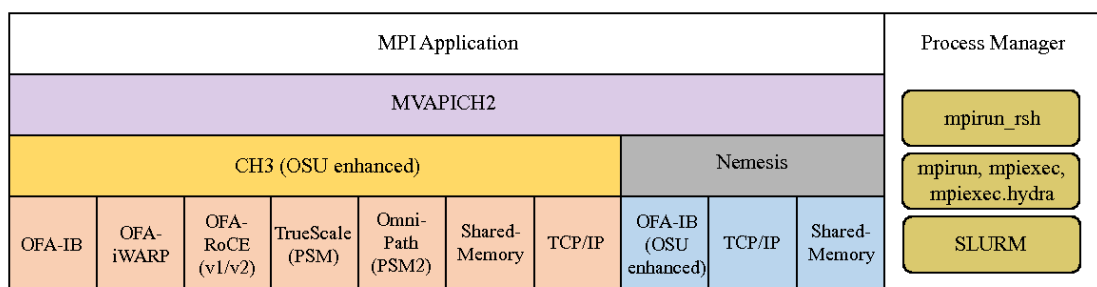 MPI Application
Process Manager
MVAPICH2
mpirun_rsh
CH3 (OSU enhanced)
Nemesis
mpirun, mpiexec,
mpiexec.hydra
OFA-IB
OFA-
iWARP
OFA-
RoCE
(v1/v2)
TrueScale
(PSM)
Omni-
Path
(PSM2)
Shared-
Memory
TCP/IP
OFA-IB
(OSU
enhanced)
TCP/IP
Shared-
Memory
SLURM